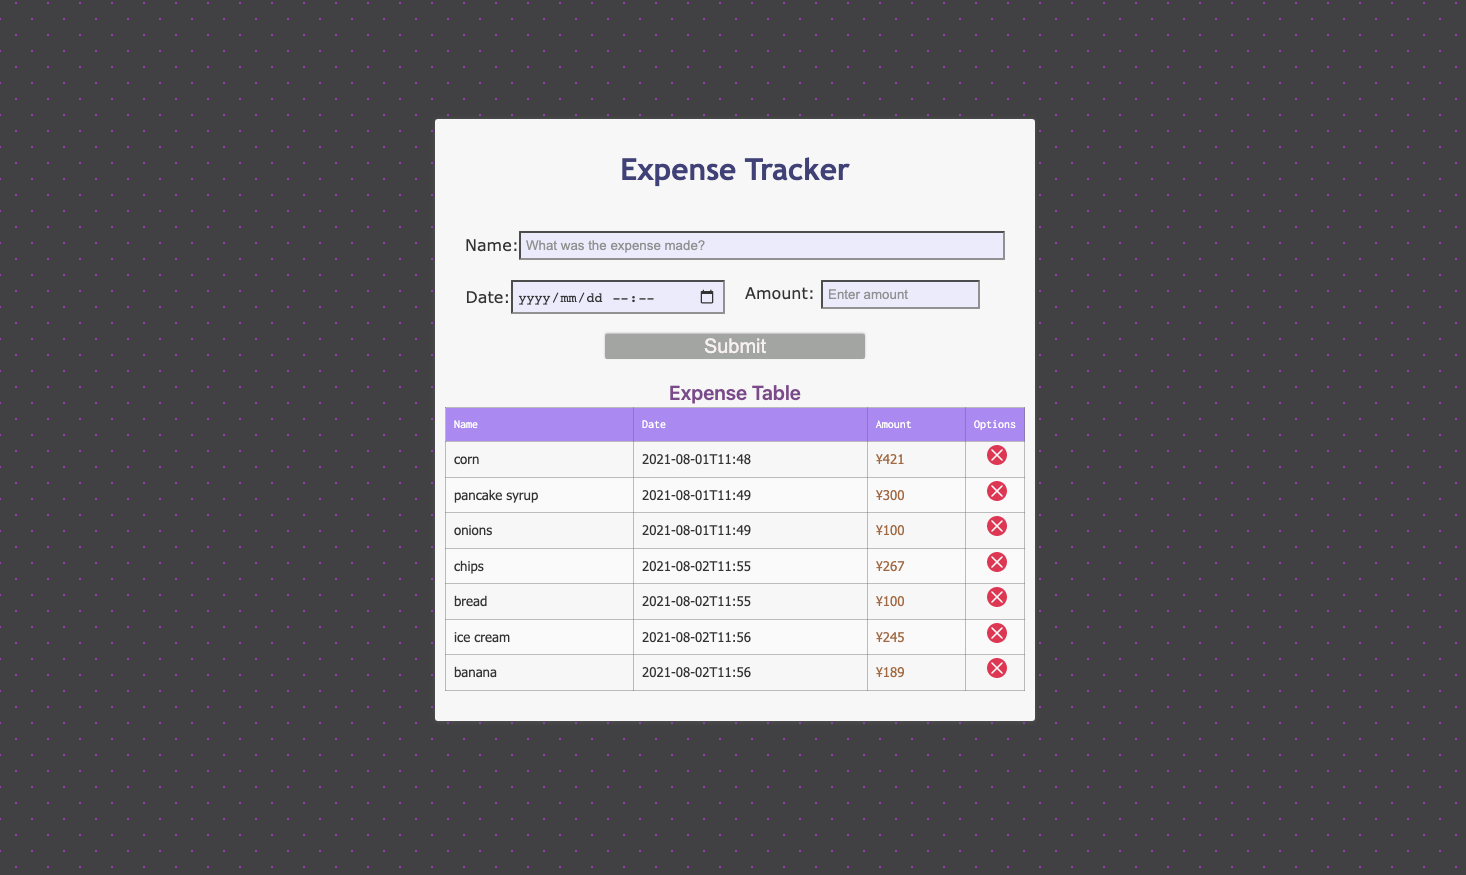 Expense Tracker
Name: What was the expense made?
Date: yyyy/mm/dd --:-- Amount: Enter amount
Submit
Expense Table
Name Date Amount Options
corn 2021-08-01T11:48 ¥421
pancake syrup 2021-08-01T11:49 ¥300
onions 2021-08-01T11:49 ¥100
chips 2021-08-02T11:55 ¥267
bread 2021-08-02T11:55 ¥100
ice cream 2021-08-02T11:56 ¥245
banana 2021-08-02T11:56 ¥189